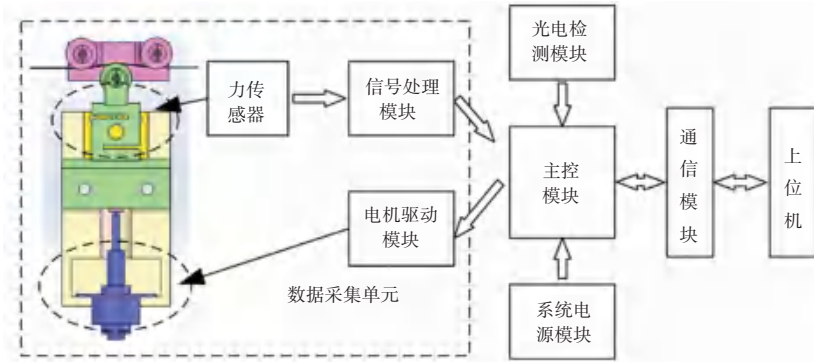 光电检
测模块
力传
感器
信号处理
模块
主控
模块
通
信
模
块
上
位
机
电机驱动
模块
数据采集单元
系统电
源模块